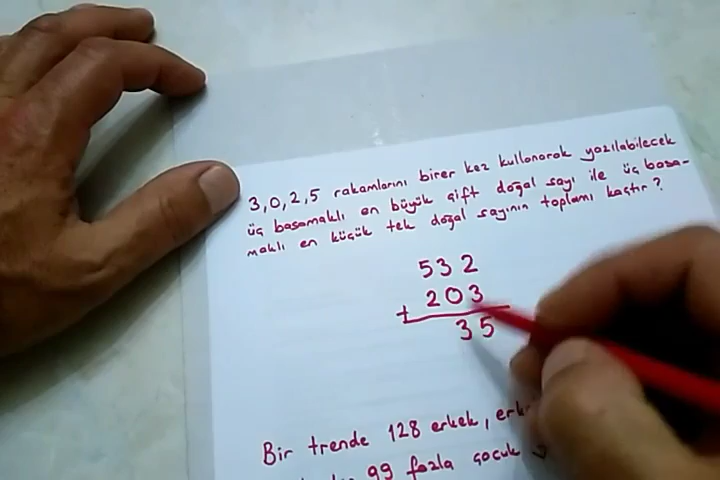 3,0,2,5 rakamlarını birer kez kullanarak yazılabilecek
üç basamaklı en büyük çift doğal sayı ile üç basa-
maklı en küçük tek doğal sayının toplamı kaçtır?
532
203
+
35
Bir trende 128 erkek,
99 fazla çocuk